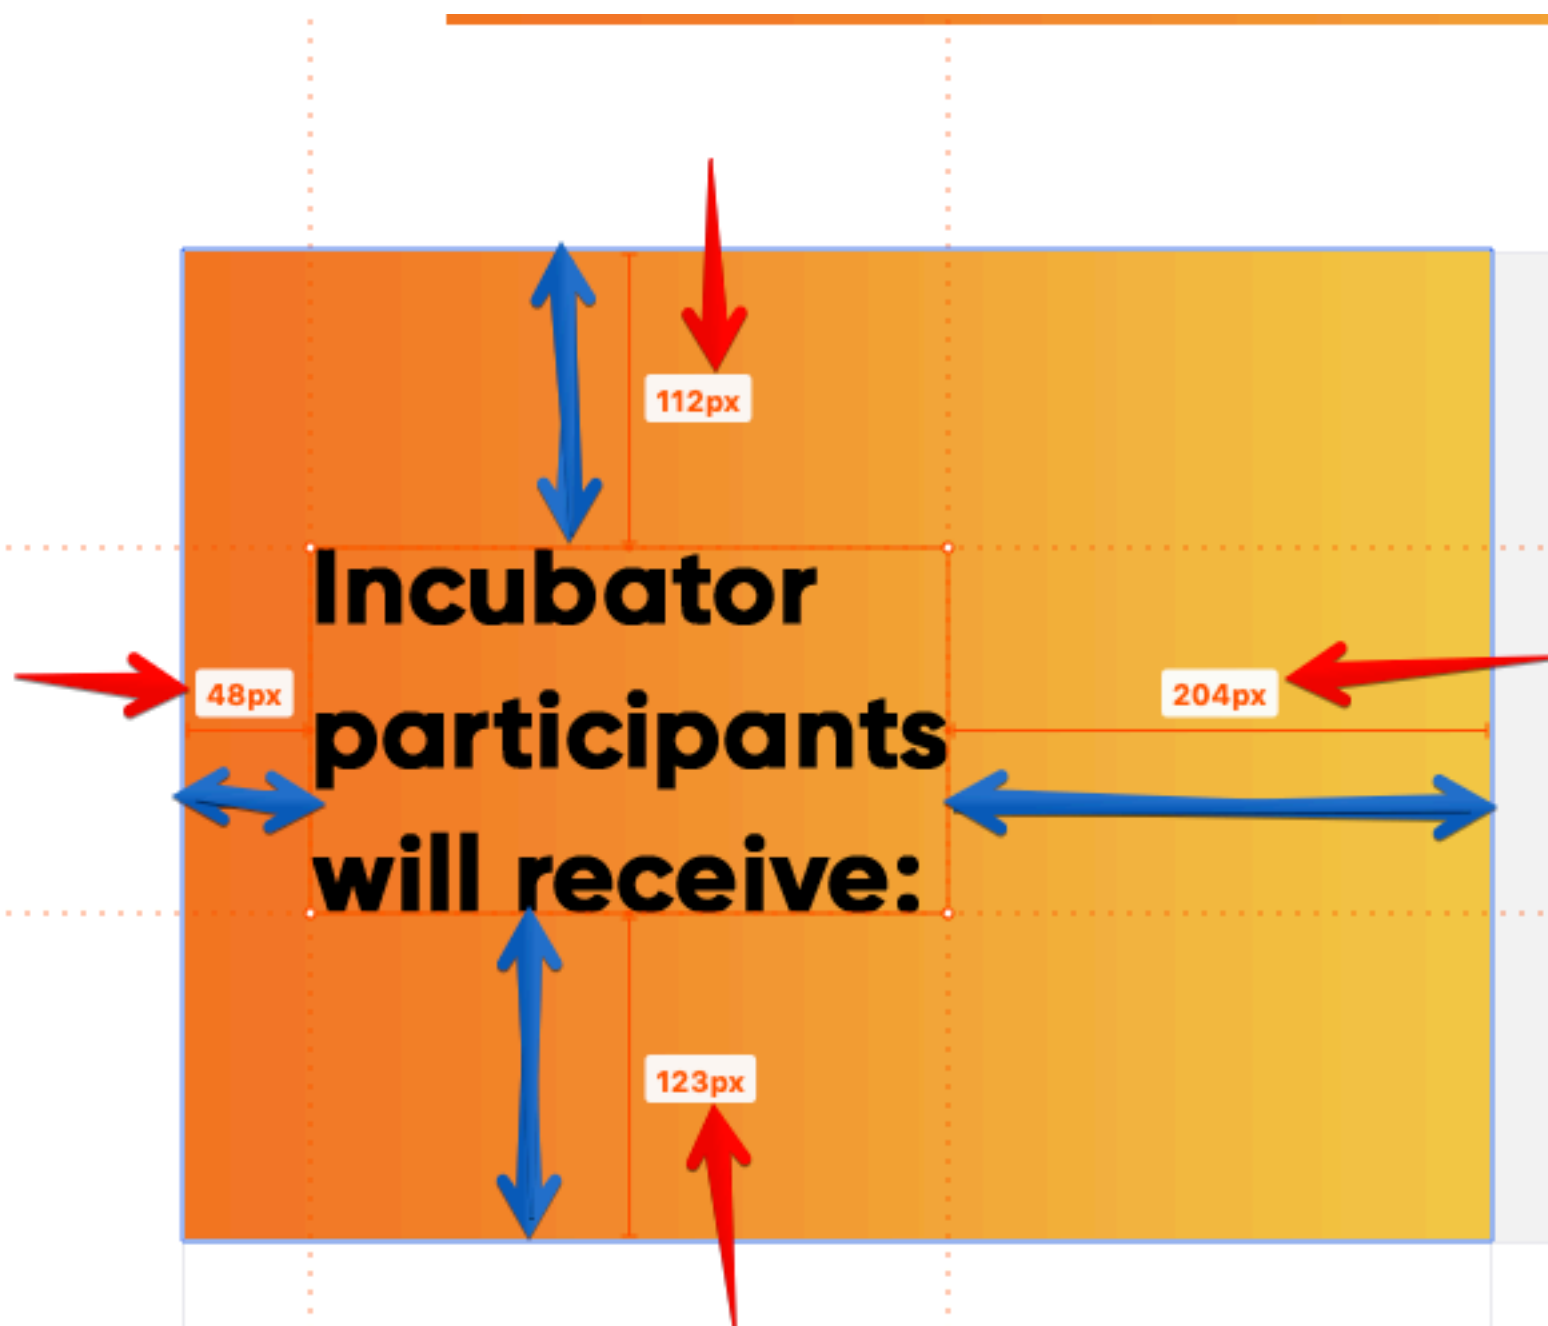 112px
Incubator
48px
204px
participants
will receive:
123px